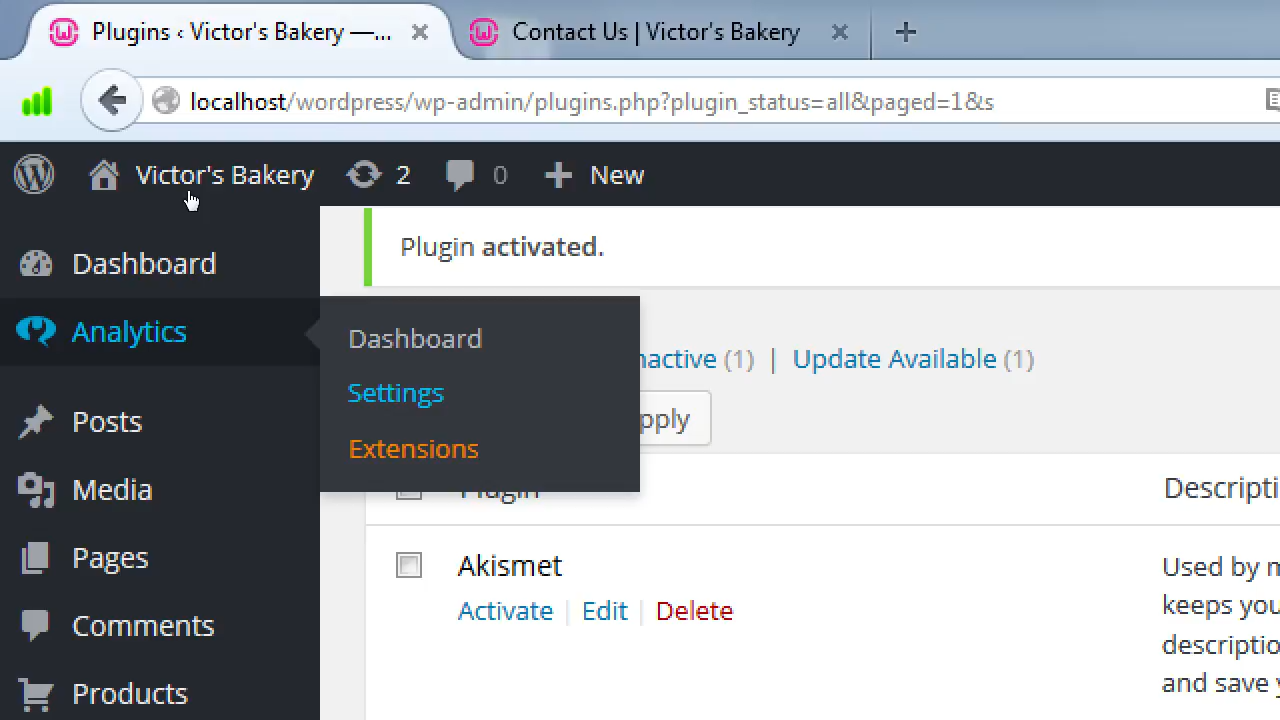 Plugins ‹ Victor's Bakery —...
Contact Us | Victor's Bakery
localhost/wordpress/wp-admin/plugins.php?plugin_status=all&paged=1&s
Victor's Bakery 2 0 New
Plugin activated.
Dashboard
Analytics
Dashboard
Settings
Extensions
nactive (1) | Update Available (1)
pply
Posts
Media
Pages
Comments
Products
Plugin
Descripti
Akismet
Activate | Edit | Delete
Used by m
keeps you
descriptio
and save y